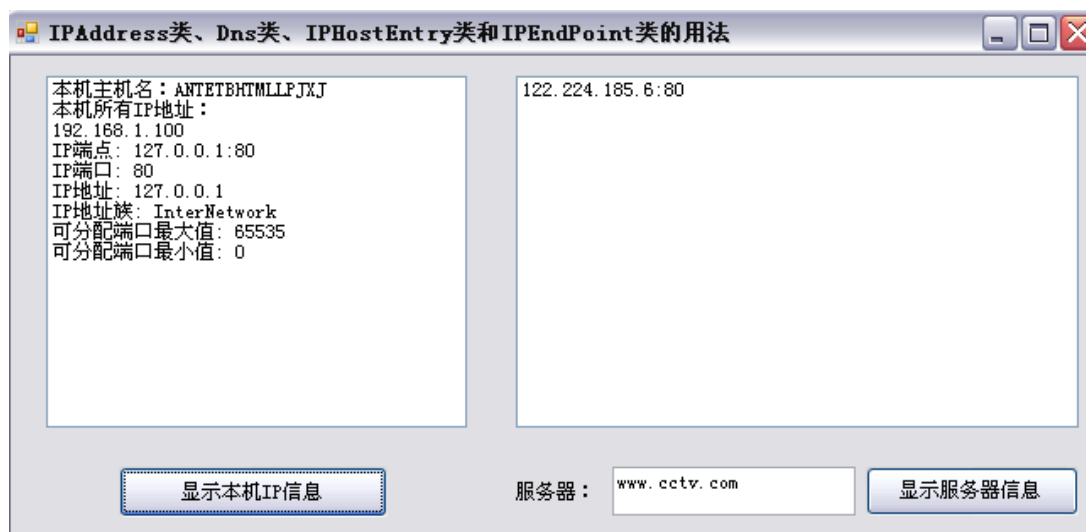 IPAddress类、Dns类、IPHostEntry类和IPEndPoint类的用法
本机主机名：ANTETBHTMLLPJXJ
本机所有IP地址：
192.168.1.100
IP端点: 127.0.0.1:80
IP端口: 80
IP地址: 127.0.0.1
IP地址族: InterNetwork
可分配端口最大值: 65535
可分配端口最小值: 0
122.224.185.6:80
显示本机IP信息
服务器：
www.cctv.com
显示服务器信息